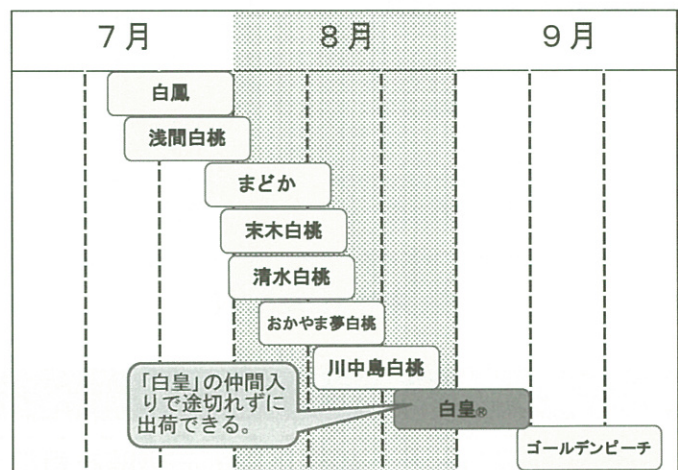 7月 8月 9月
白鳳
浅間白桃
まどか
末木白桃
清水白桃
おかやま夢白桃
川中島白桃
「白皇」の仲間入
りで途切れずに
出荷できる。
白皇®
ゴールデンピーチ